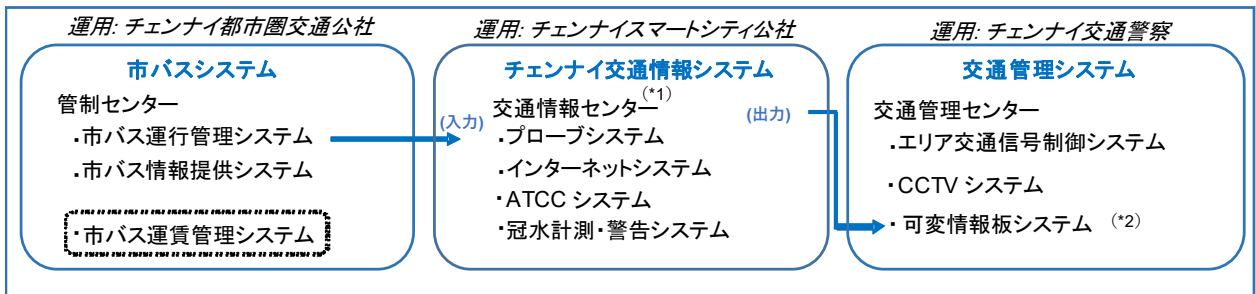 運用: チェンナイ都市圏交通公社
市バスシステム
管制センター
・市バス運行管理システム
・市バス情報提供システム
・市バス運賃管理システム
運用: チェンナイスマートシティ公社
チェンナイ交通情報システム
交通情報センター(*1)
(入力)
(出力)
・プローブシステム
・インターネットシステム
・ATCC システム
・冠水計測・警告システム
運用: チェンナイ交通警察
交通管理システム
交通管理センター
・エリア交通信号制御システム
・CCTV システム
・可変情報板システム (*2)